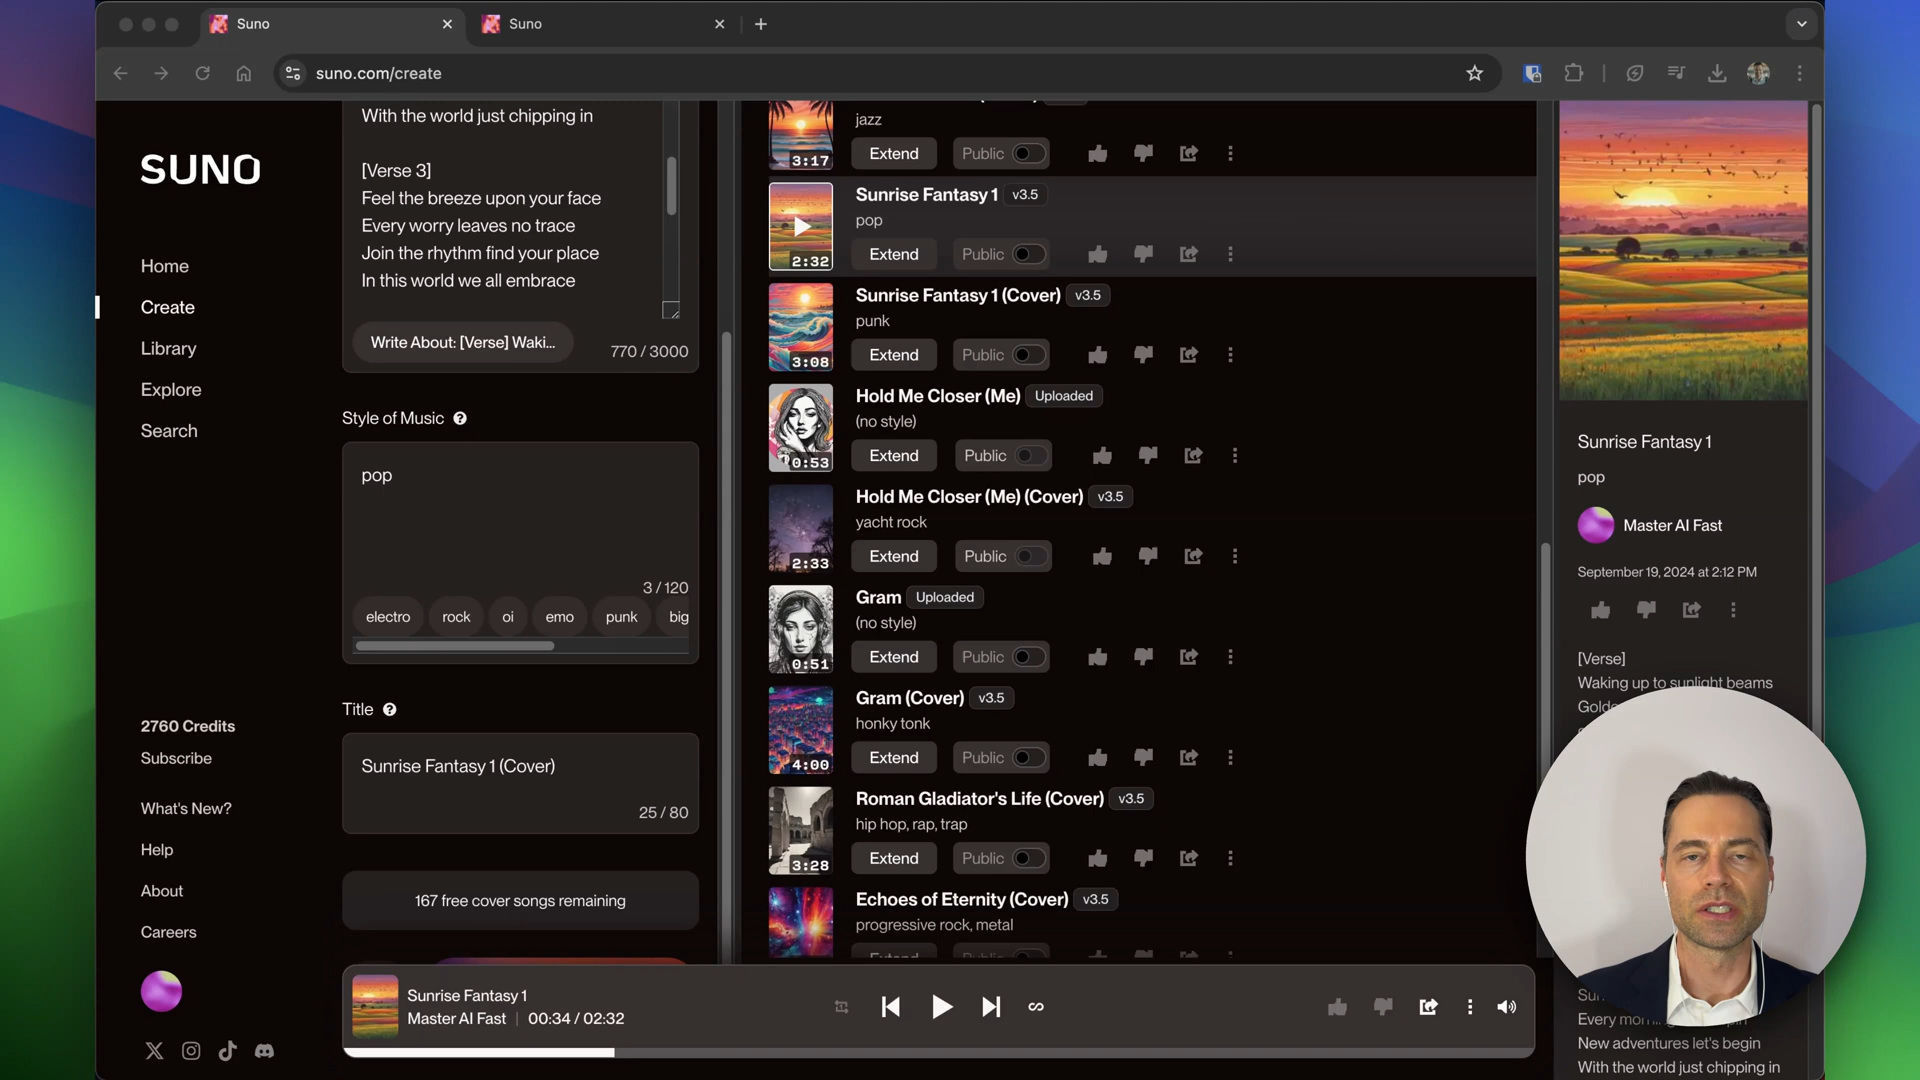 Suno
Suno
suno.com/create
SUNO
Home
Create
Library
Explore
Search
2760 Credits
Subscribe
What's New?
Help
About
Careers
With the world just chipping in
[Verse 3]
Feel the breeze upon your face
Every worry leaves no trace
Join the rhythm find your place
In this world we all embrace
Write About: [Verse] Waki...
770 / 3000
Style of Music
pop
3 / 120
electro rock oi emo punk big
Title
Sunrise Fantasy 1 (Cover)
25 / 80
167 free cover songs remaining
jazz
3:17
Extend Public
Sunrise Fantasy 1 v3.5
pop
2:32
Extend Public
Sunrise Fantasy 1 (Cover) v3.5
punk
3:08
Extend Public
Hold Me Closer (Me) Uploaded
(no style)
0:53
Extend Public
Hold Me Closer (Me) (Cover) v3.5
yacht rock
2:33
Extend Public
Gram Uploaded
(no style)
0:51
Extend Public
Gram (Cover) v3.5
honky tonk
4:00
Extend Public
Roman Gladiator's Life (Cover) v3.5
hip hop, rap, trap
3:28
Extend Public
Echoes of Eternity (Cover) v3.5
progressive rock, metal
Sunrise Fantasy 1
Master AI Fast | 00:34 / 02:32
Sunrise Fantasy 1
pop
Master AI Fast
September 19, 2024 at 2:12 PM
[Verse]
Waking up to sunlight beams
New adventures let's begin
With the world just chipping in